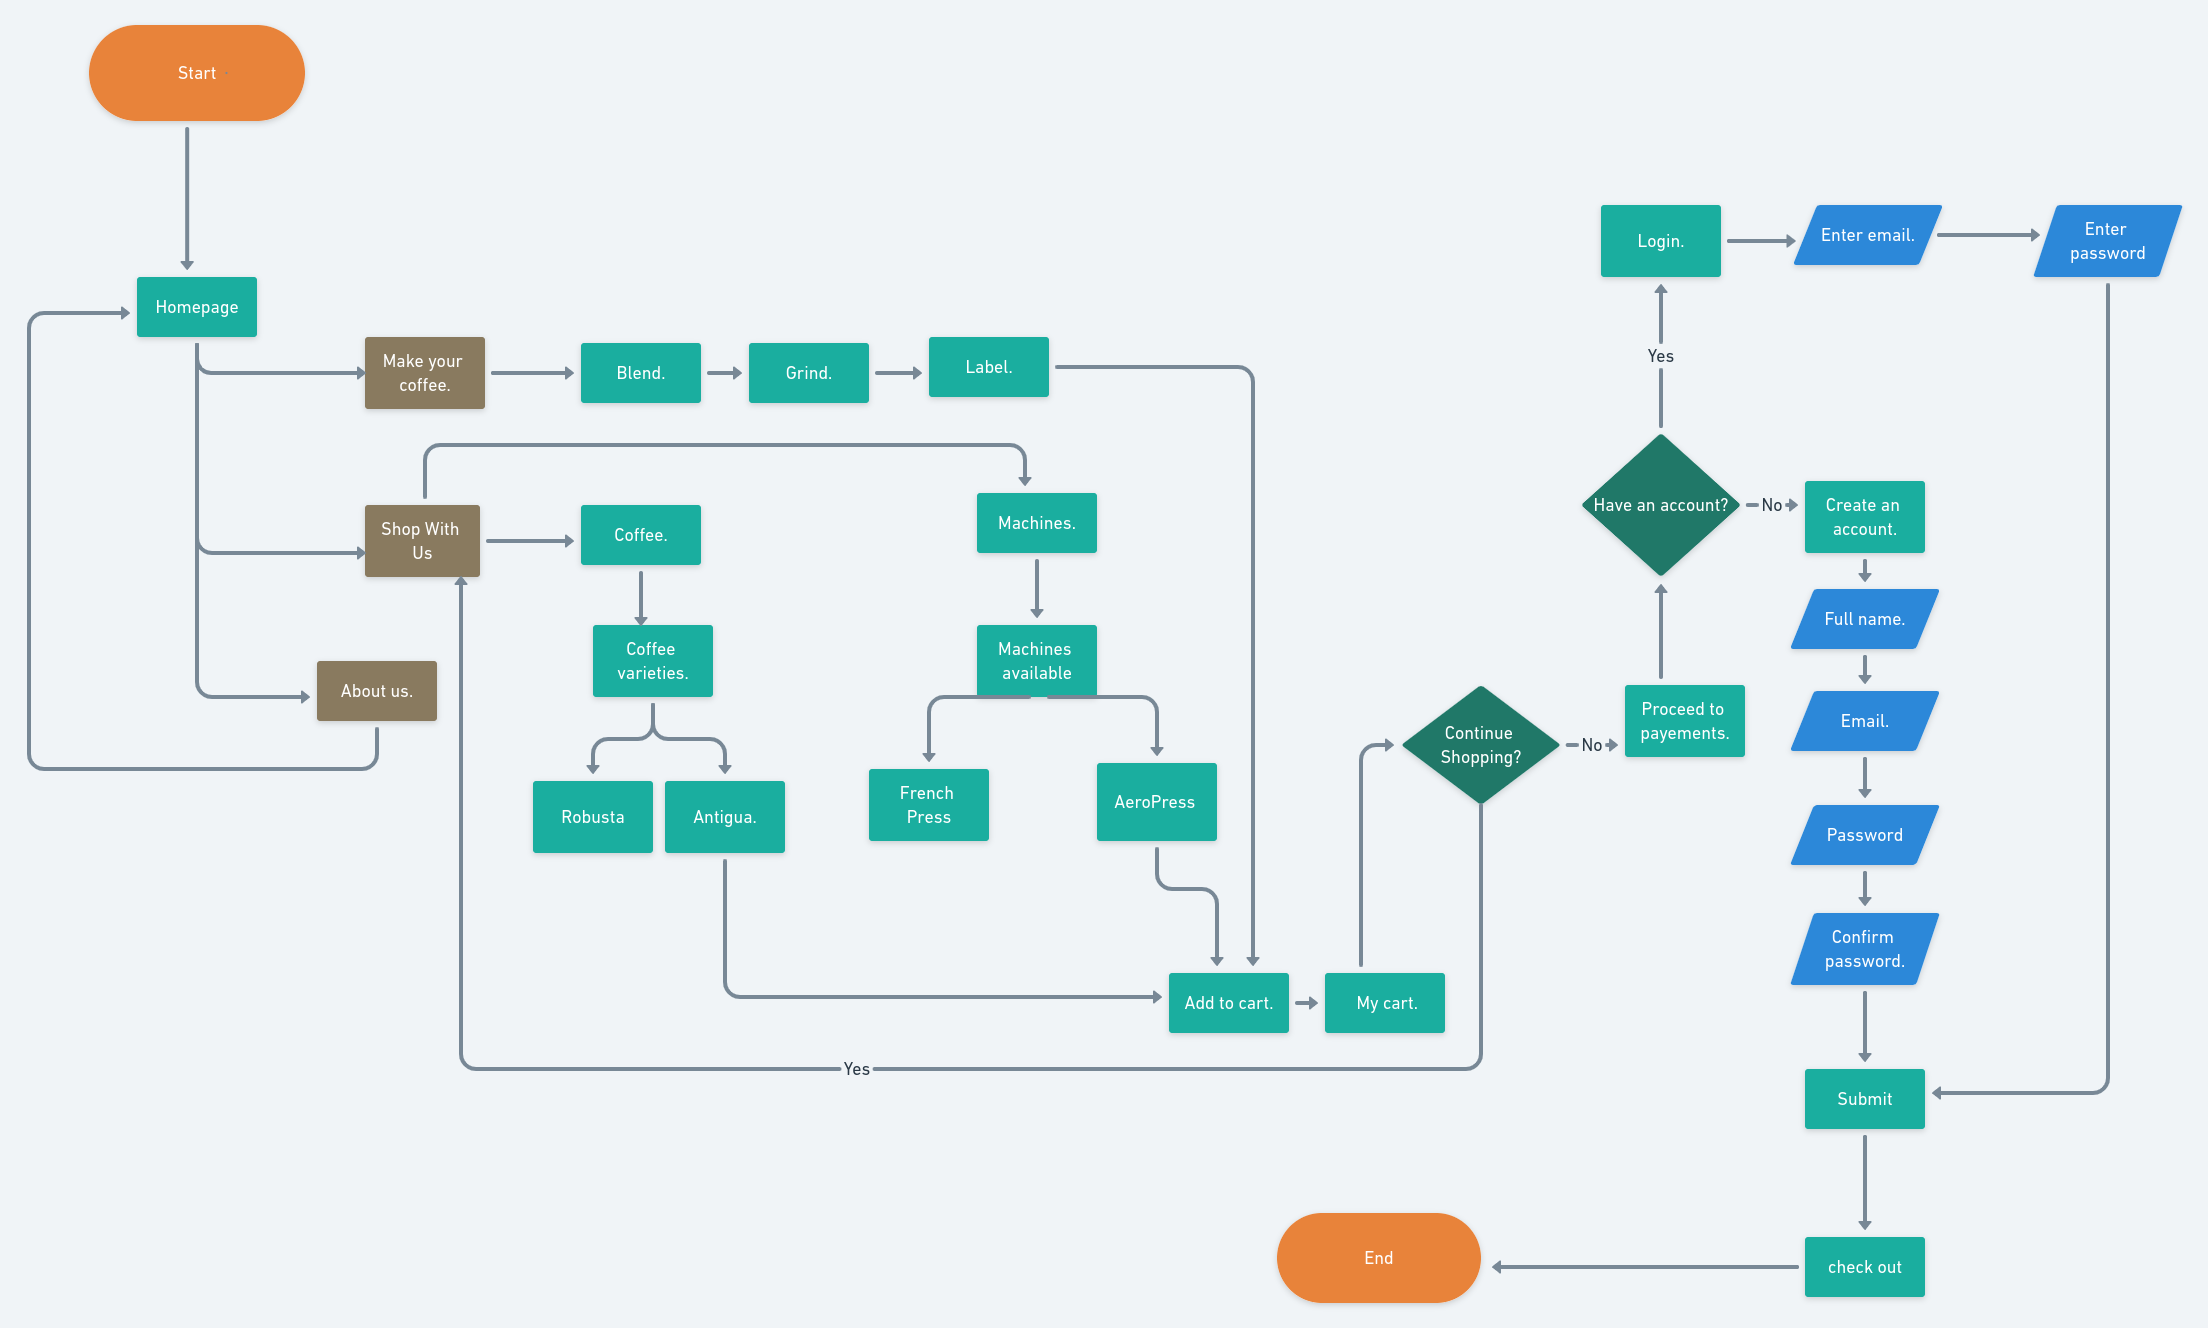 Start
Homepage
Make your
coffee.
Blend.
Grind.
Label.
Shop With
Us
Coffee.
Machines.
Coffee
varieties.
Machines
available
About us.
Robusta
Antigua.
French
Press
AeroPress
Add to cart.
My cart.
Yes
Continue
Shopping?
No
Proceed to
payements.
Have an account?
Yes
No
Login.
Enter email.
Enter
password
Create an
account.
Full name.
Email.
Password
Confirm
password.
Submit
check out
End